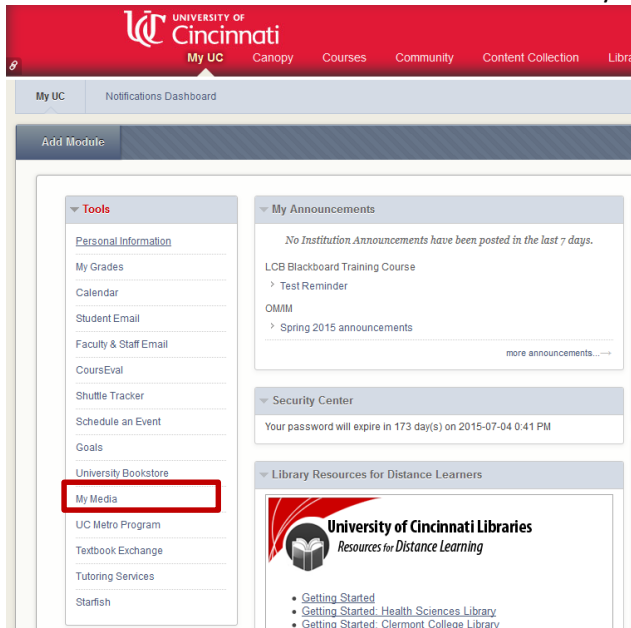 UNIVERSITY OF
Cincinnati
My UC Canopy Courses Community Content Collection
My UC Notifications Dashboard
Add Module
Tools
Personal Information
My Grades
Calendar
Student Email
Faculty & Staff Email
CoursEval
Shuttle Tracker
Schedule an Event
Goals
University Bookstore
My Media
UC Metro Program
Textbook Exchange
Tutoring Services
Starfish
My Announcements
No Institution Announcements have been posted in the last 7 days.
LCB Blackboard Training Course
Test Reminder
OM/IM
Spring 2015 announcements
more announcements...→
Security Center
Your password will expire in 173 day(s) on 2015-07-04 0:41 PM
Library Resources for Distance Learners
University of Cincinnati Libraries
Resources for Distance Learning
• Getting Started
• Getting Started: Health Sciences Library
• Getting Started: Clermont College Library